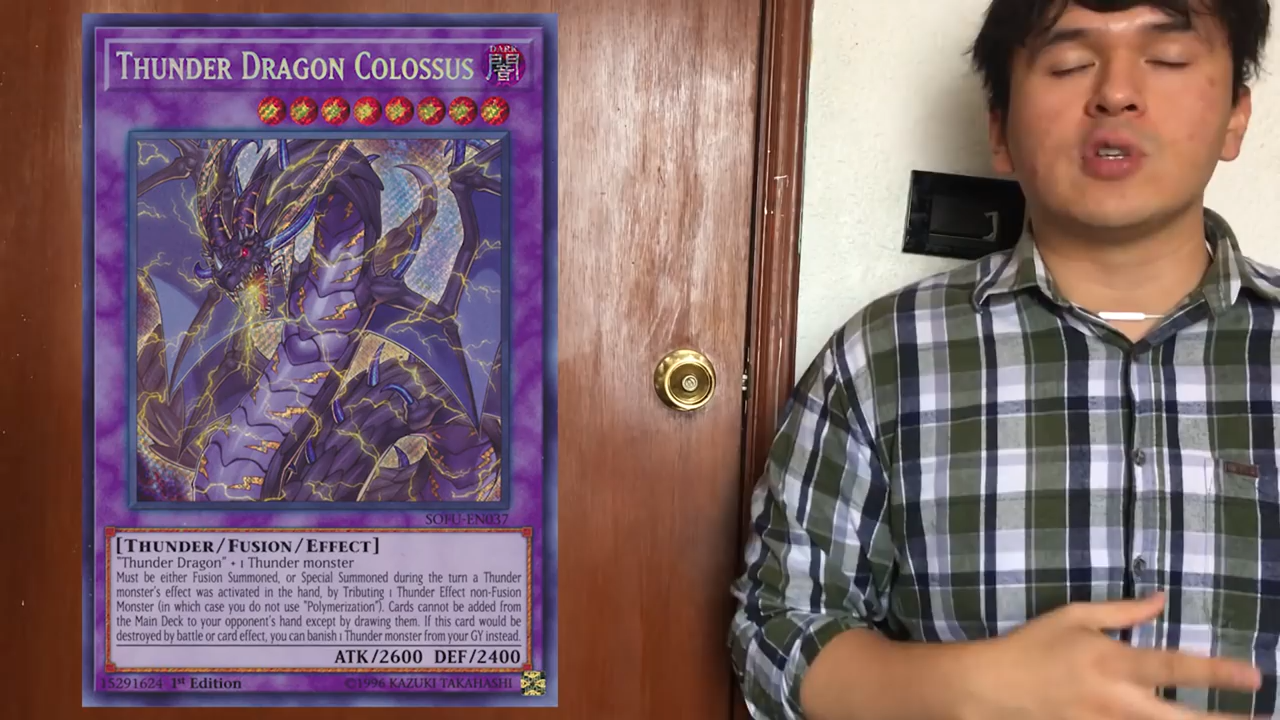 THUNDER DRAGON COLOSSUS
DARK
闇
SOFU-EN037
[THUNDER/FUSION/EFFECT]
"Thunder Dragon" + 1 Thunder monster
Must be either Fusion Summoned, or Special Summoned during the turn a Thunder
monster's effect was activated in the hand, by Tributing 1 Thunder Effect non-Fusion
Monster (in which case you do not use "Polymerization"). Cards cannot be added from
the Main Deck to your opponent's hand except by drawing them. If this card would be
destroyed by battle or card effect, you can banish 1 Thunder monster from your GY instead.
ATK/2600 DEF/2400
15291624 1st Edition
©1996 KAZUKI TAKAHASHI